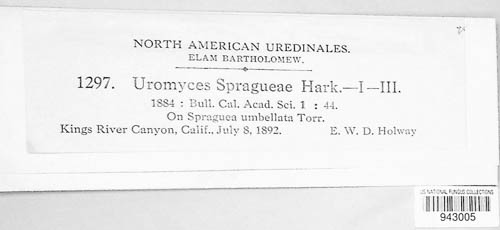 NORTH AMERICAN UREDINALES.
ELAM BARTHOLOMEW.
1297. Uromyces Spragueae Hark.—I—III.
1884 : Bull. Cal. Acad. Sci. 1 : 44.
On Spraguea umbellata Torr.
Kings River Canyon, Calif., July 8, 1892. E. W. D. Holway
US NATIONAL FUNGUS COLLECTIONS
943005